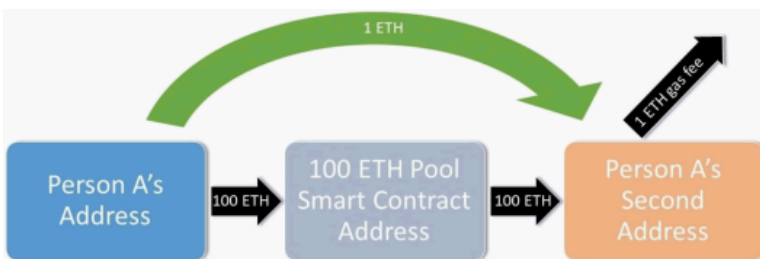 1 ETH
1 ETH gas fee
Person A's
Address
100 ETH
100 ETH Pool
Smart Contract
Address
100 ETH
Person A's
Second
Address